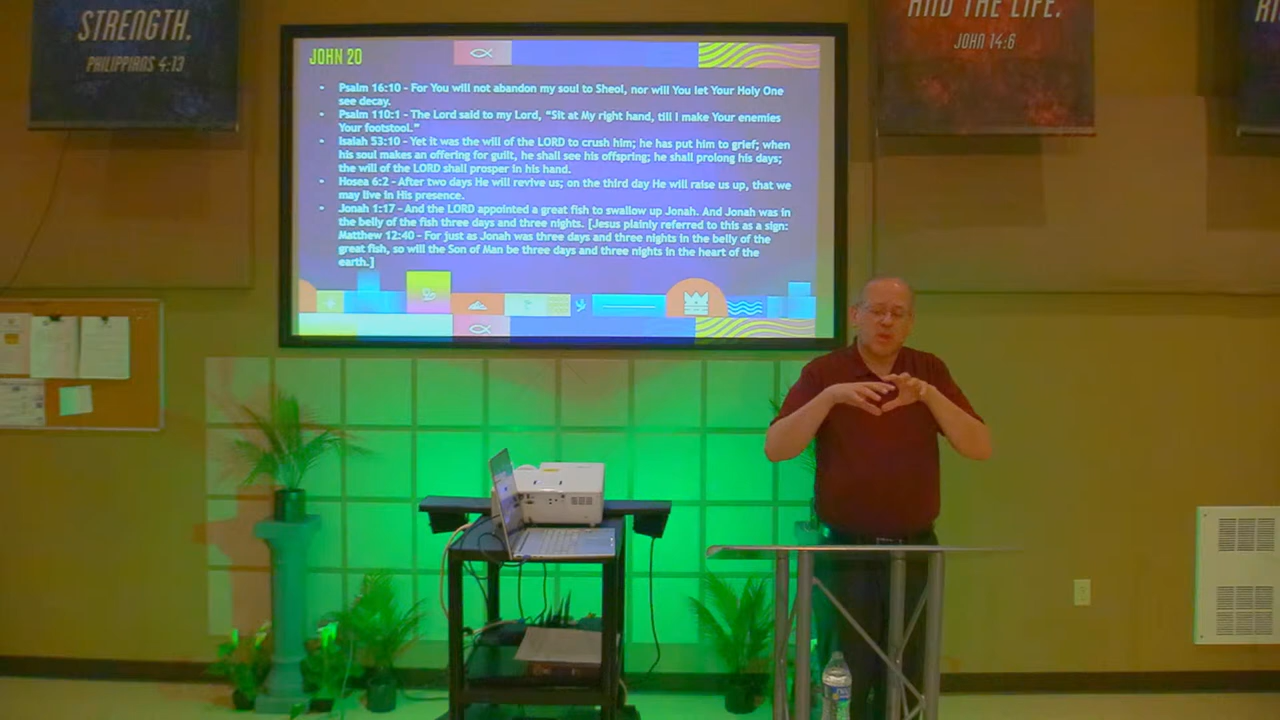 STRENGTH.
PHILIPPIANS 4:13
AND THE LIFE.
JOHN 14:6
JOHN 20
• Psalm 16:10 - For You will not abandon my soul to Sheol, nor will You let Your Holy One
see decay.
• Psalm 110:1 - The Lord said to my Lord, “Sit at My right hand, till I make Your enemies
Your footstool.”
• Isaiah 53:10 - Yet it was the will of the LORD to crush him; he has put him to grief; when
his soul makes an offering for guilt, he shall see his offspring; he shall prolong his days;
the will of the LORD shall prosper in his hand.
• Hosea 6:2 - After two days He will revive us; on the third day He will raise us up, that we
may live in His presence.
• Jonah 1:17 - And the LORD appointed a great fish to swallow up Jonah. And Jonah was in
the belly of the fish three days and three nights. [Jesus plainly referred to this as a sign:
Matthew 12:40 - For just as Jonah was three days and three nights in the belly of the
great fish, so will the Son of Man be three days and three nights in the heart of the
earth.]